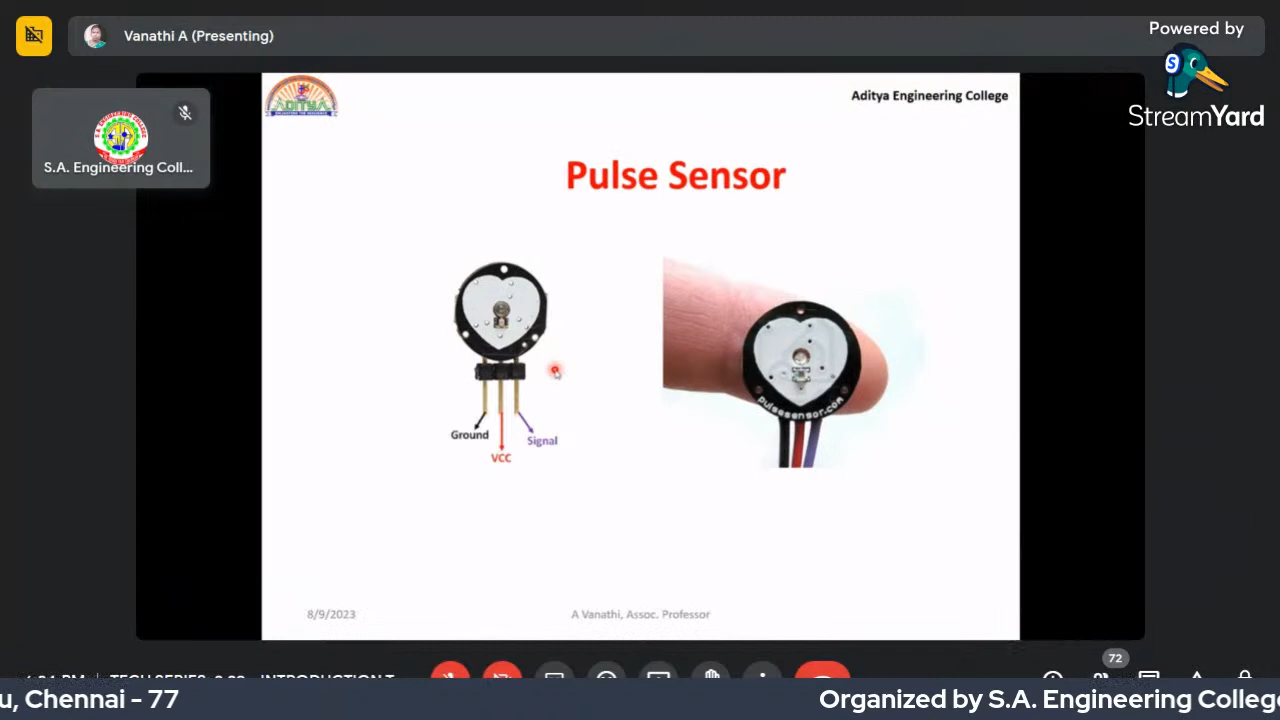 Vanathi A (Presenting)
Powered by
StreamYard
S.A. Engineering Coll...
ADITYA
Aditya Engineering College
Pulse Sensor
Ground
VCC
Signal
pulsesensor.com
8/9/2023
A Vanathi, Assoc. Professor
72
u, Chennai - 77
Organized by S.A. Engineering College